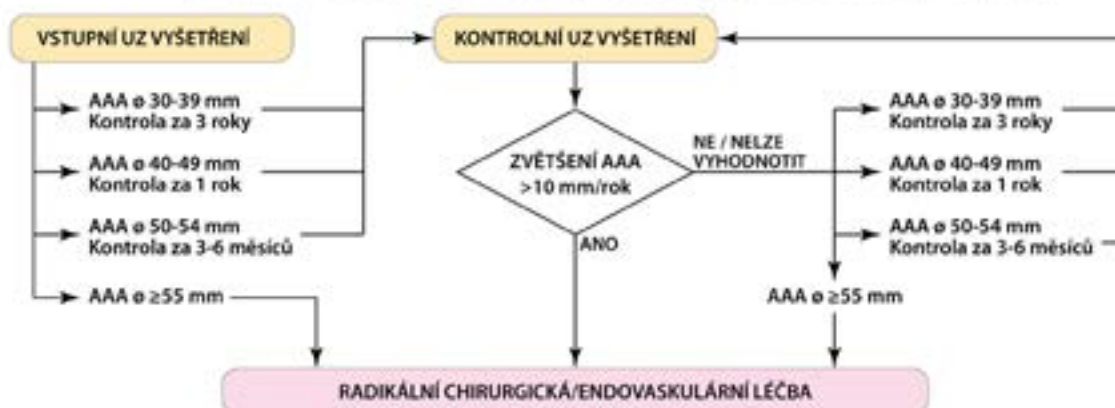 VSTUPNÍ UZ VYŠETŘENÍ
AAA ø 30-39 mm
Kontrola za 3 roky
AAA ø 40-49 mm
Kontrola za 1 rok
AAA ø 50-54 mm
Kontrola za 3-6 měsíců
AAA ø ≥55 mm
KONTROLNÍ UZ VYŠETŘENÍ
ZVĚTŠENÍ AAA
>10 mm/rok
NE / NELZE
VYHODNOTIT
ANO
AAA ø 30-39 mm
Kontrola za 3 roky
AAA ø 40-49 mm
Kontrola za 1 rok
AAA ø 50-54 mm
Kontrola za 3-6 měsíců
AAA ø ≥55 mm
RADIKÁLNÍ CHIRURGICKÁ/ENDOVASKULÁRNÍ LÉČBA